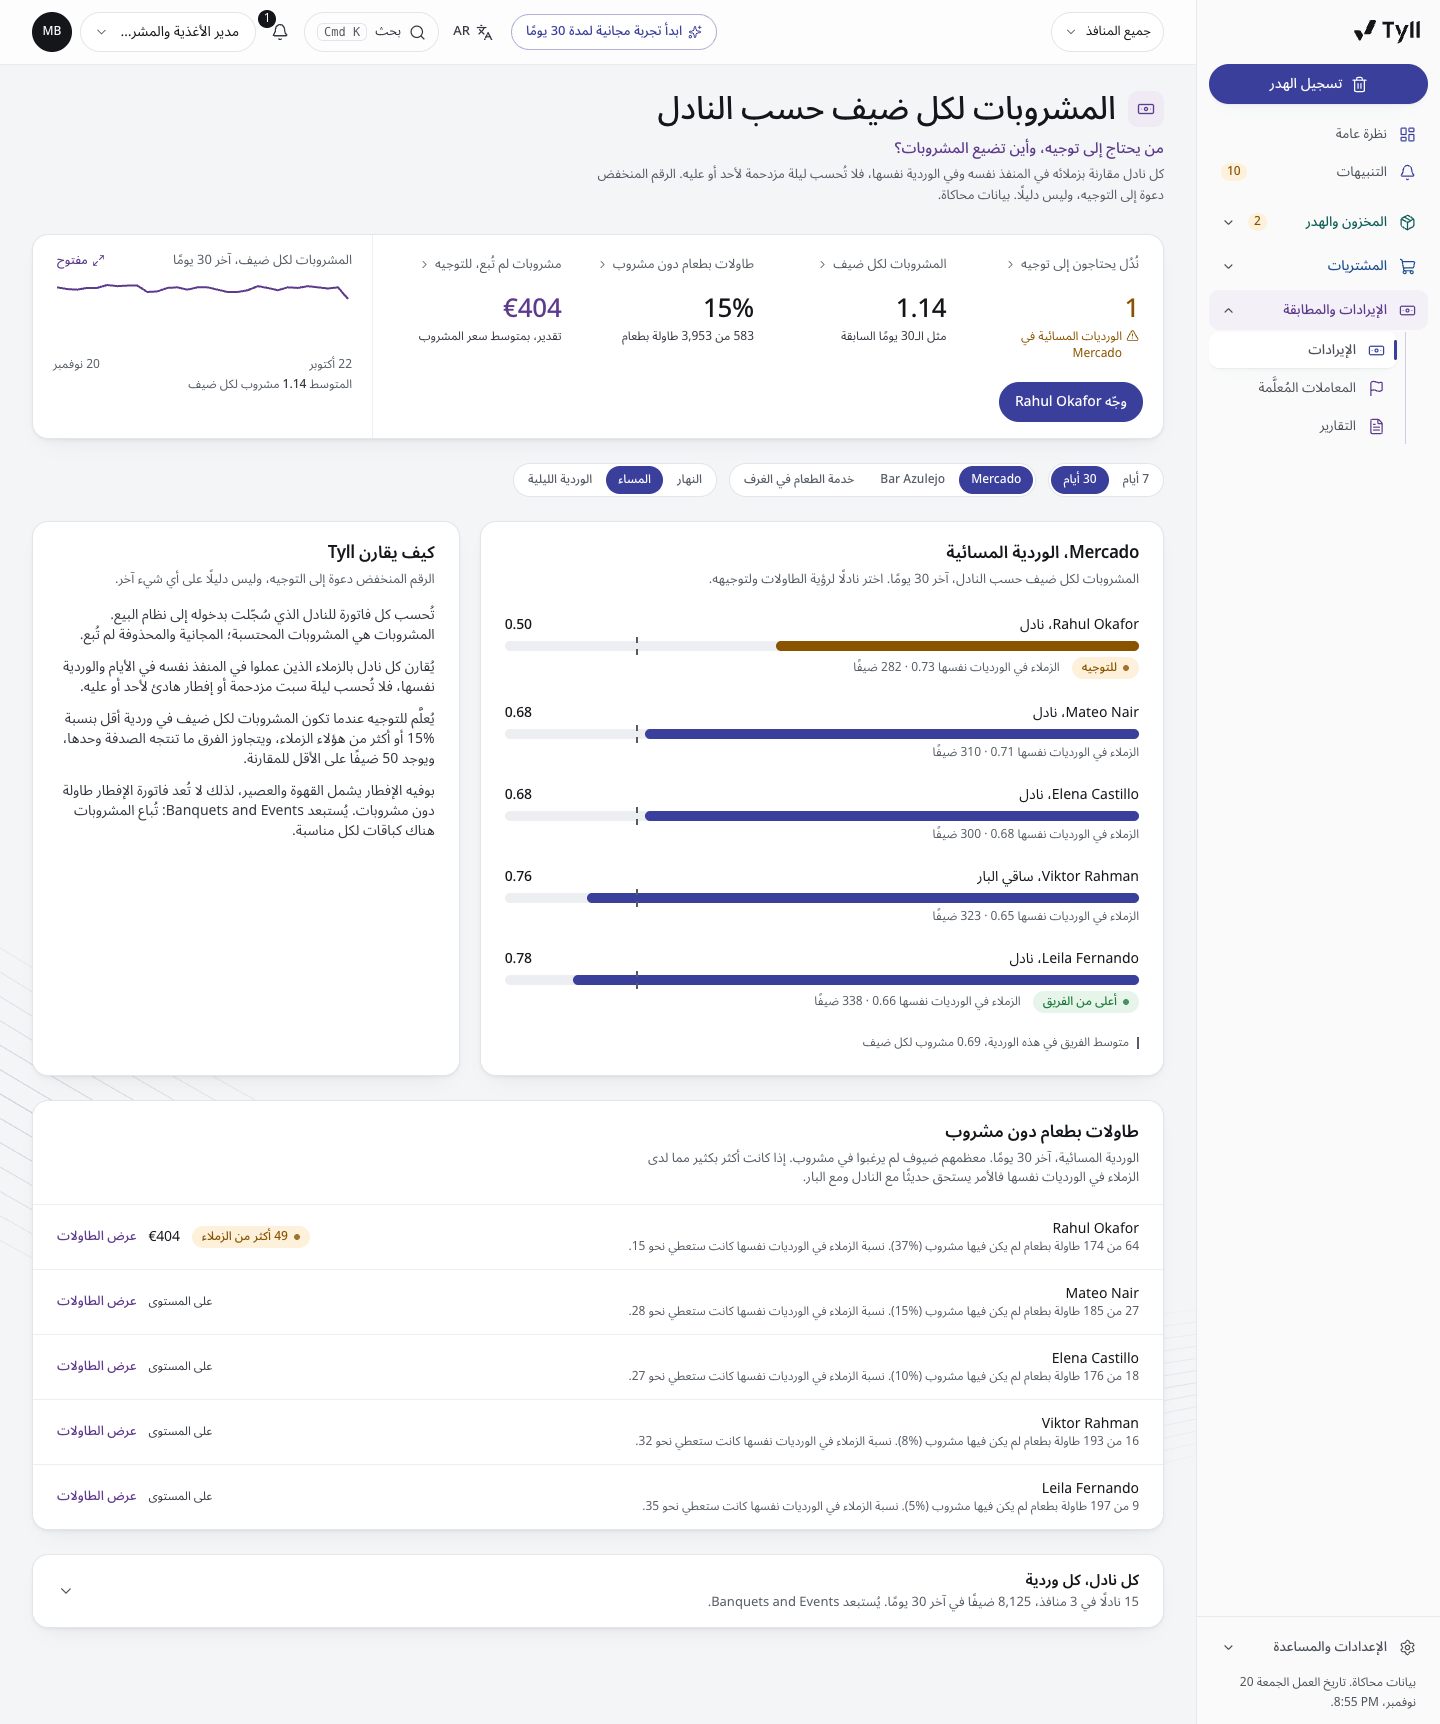 Tyll
تسجيل الهدر
نظرة عامة
التنبيهات
10
المخزون والهدر
2
المشتريات
الإيرادات والمطابقة
الإيرادات
المعاملات المُعلَّمة
التقارير
الإعدادات والمساعدة
بيانات محاكاة. تاريخ العمل الجمعة 20
نوفمبر، 8:55 PM.
جميع المنافذ
ابدأ تجربة مجانية لمدة 30 يومًا
AR
بحث
Cmd K
1
مدير الأغذية والمشر...
MB
المشروبات لكل ضيف حسب النادل
من يحتاج إلى توجيه، وأين تضيع المشروبات؟
كل نادل مقارنة بزملائه في المنفذ نفسه وفي الوردية نفسها، فلا تُحسب ليلة مزدحمة لأحد أو عليه. الرقم المنخفض
دعوة إلى التوجيه، وليس دليلًا. بيانات محاكاة.
نُدُل يحتاجون إلى توجيه
1
الورديات المسائية في
Mercado
المشروبات لكل ضيف
1.14
مثل الـ30 يومًا السابقة
طاولات بطعام دون مشروب
15%
583 من 3,953 طاولة بطعام
مشروبات لم تُبع، للتوجيه
€404
تقدير، بمتوسط سعر المشروب
وجّه Rahul Okafor
المشروبات لكل ضيف، آخر 30 يومًا
مفتوح
22 أكتوبر
20 نوفمبر
المتوسط 1.14 مشروب لكل ضيف
7 أيام
30 أيام
Mercado
Bar Azulejo
خدمة الطعام في الغرف
النهار
المساء
الوردية الليلية
Mercado، الوردية المسائية
المشروبات لكل ضيف حسب النادل، آخر 30 يومًا. اختر نادلًا لرؤية الطاولات ولتوجيهه.
Rahul Okafor، نادل
0.50
للتوجيه
الزملاء في الورديات نفسها 0.73 · 282 ضيفًا
Mateo Nair، نادل
0.68
الزملاء في الورديات نفسها 0.71 · 310 ضيفًا
Elena Castillo، نادل
0.68
الزملاء في الورديات نفسها 0.68 · 300 ضيفًا
Viktor Rahman، ساقي البار
0.76
الزملاء في الورديات نفسها 0.65 · 323 ضيفًا
Leila Fernando، نادل
0.78
أعلى من الفريق
الزملاء في الورديات نفسها 0.66 · 338 ضيفًا
متوسط الفريق في هذه الوردية، 0.69 مشروب لكل ضيف
كيف يقارن Tyll
الرقم المنخفض دعوة إلى التوجيه، وليس دليلًا على أي شيء آخر.
تُحسب كل فاتورة للنادل الذي سُجّلت بدخوله إلى نظام البيع.
المشروبات هي المشروبات المحتسبة؛ المجانية والمحذوفة لم تُبع.
يُقارن كل نادل بالزملاء الذين عملوا في المنفذ نفسه في الأيام والوردية
نفسها، فلا تُحسب ليلة سبت مزدحمة أو إفطار هادئ لأحد أو عليه.
يُعلَّم للتوجيه عندما تكون المشروبات لكل ضيف في وردية أقل بنسبة
15% أو أكثر من هؤلاء الزملاء، ويتجاوز الفرق ما تنتجه الصدفة وحدها،
ويوجد 50 ضيفًا على الأقل للمقارنة.
بوفيه الإفطار يشمل القهوة والعصير، لذلك لا تُعد فاتورة الإفطار طاولة
دون مشروبات. يُستبعد Banquets and Events: تُباع المشروبات
هناك كباقات لكل مناسبة.
طاولات بطعام دون مشروب
الوردية المسائية، آخر 30 يومًا. معظمهم ضيوف لم يرغبوا في مشروب. إذا كانت أكثر بكثير مما لدى
الزملاء في الورديات نفسها فالأمر يستحق حديثًا مع النادل ومع البار.
Rahul Okafor
64 من 174 طاولة بطعام لم يكن فيها مشروب (37%). نسبة الزملاء في الورديات نفسها كانت ستعطي نحو 15.
49 أكثر من الزملاء
€404
عرض الطاولات
Mateo Nair
27 من 185 طاولة بطعام لم يكن فيها مشروب (15%). نسبة الزملاء في الورديات نفسها كانت ستعطي نحو 28.
على المستوى
عرض الطاولات
Elena Castillo
18 من 176 طاولة بطعام لم يكن فيها مشروب (10%). نسبة الزملاء في الورديات نفسها كانت ستعطي نحو 27.
على المستوى
عرض الطاولات
Viktor Rahman
16 من 193 طاولة بطعام لم يكن فيها مشروب (8%). نسبة الزملاء في الورديات نفسها كانت ستعطي نحو 32.
على المستوى
عرض الطاولات
Leila Fernando
9 من 197 طاولة بطعام لم يكن فيها مشروب (5%). نسبة الزملاء في الورديات نفسها كانت ستعطي نحو 35.
على المستوى
عرض الطاولات
كل نادل، كل وردية
15 نادلًا في 3 منافذ، 8,125 ضيفًا في آخر 30 يومًا. يُستبعد Banquets and Events.